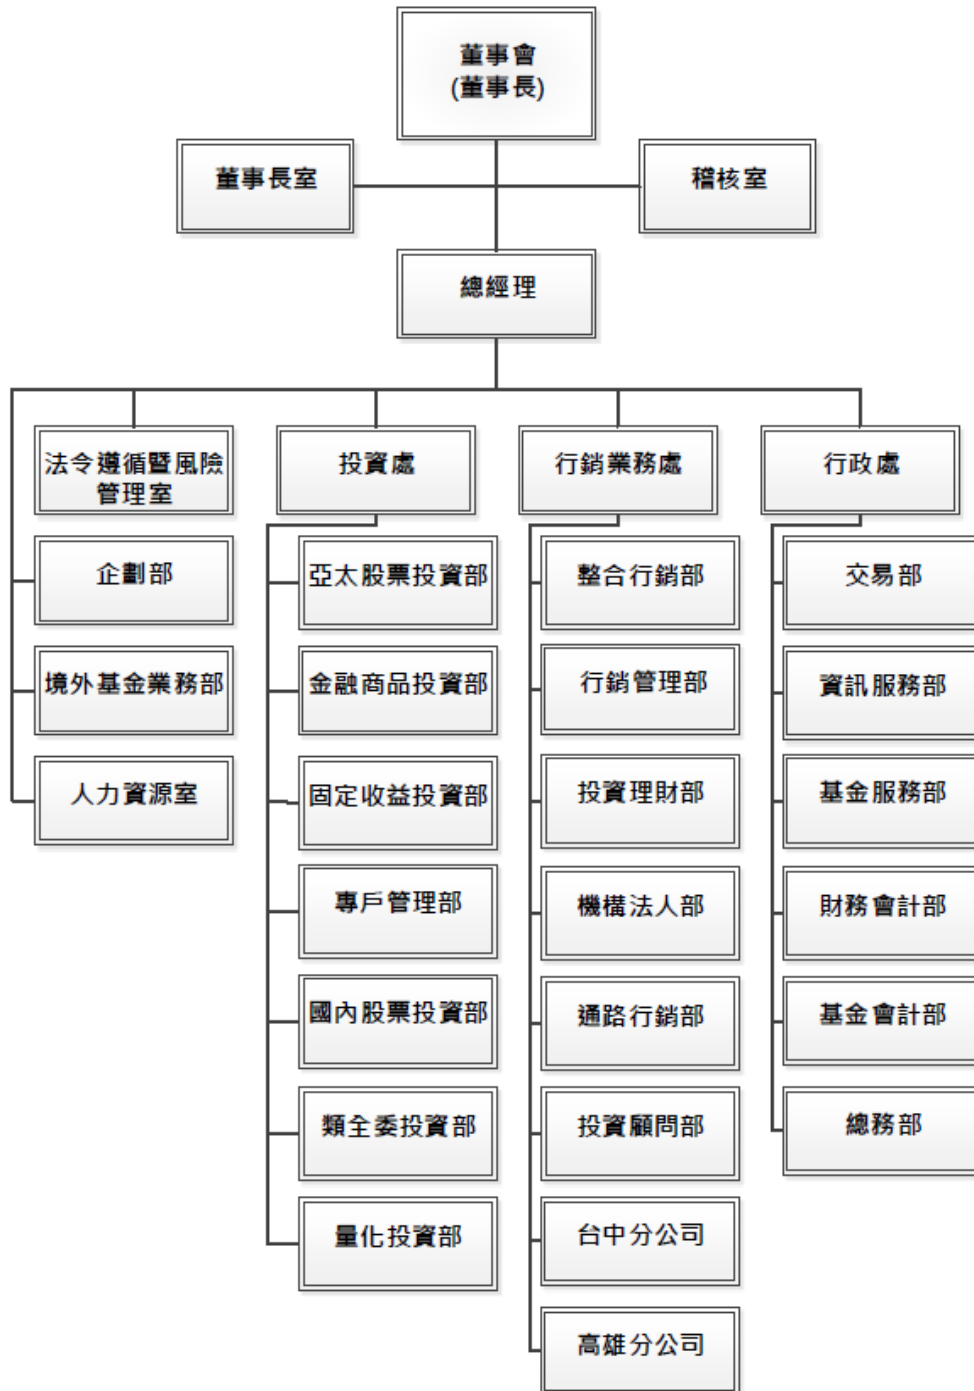 董事會
(董事長)
董事長室
稽核室
總經理
法令遵循暨風險
管理室
企劃部
境外基金業務部
人力資源室
投資處
亞太股票投資部
金融商品投資部
固定收益投資部
專戶管理部
國內股票投資部
類全委投資部
量化投資部
行銷業務處
整合行銷部
行銷管理部
投資理財部
機構法人部
通路行銷部
投資顧問部
台中分公司
高雄分公司
行政處
交易部
資訊服務部
基金服務部
財務會計部
基金會計部
總務部